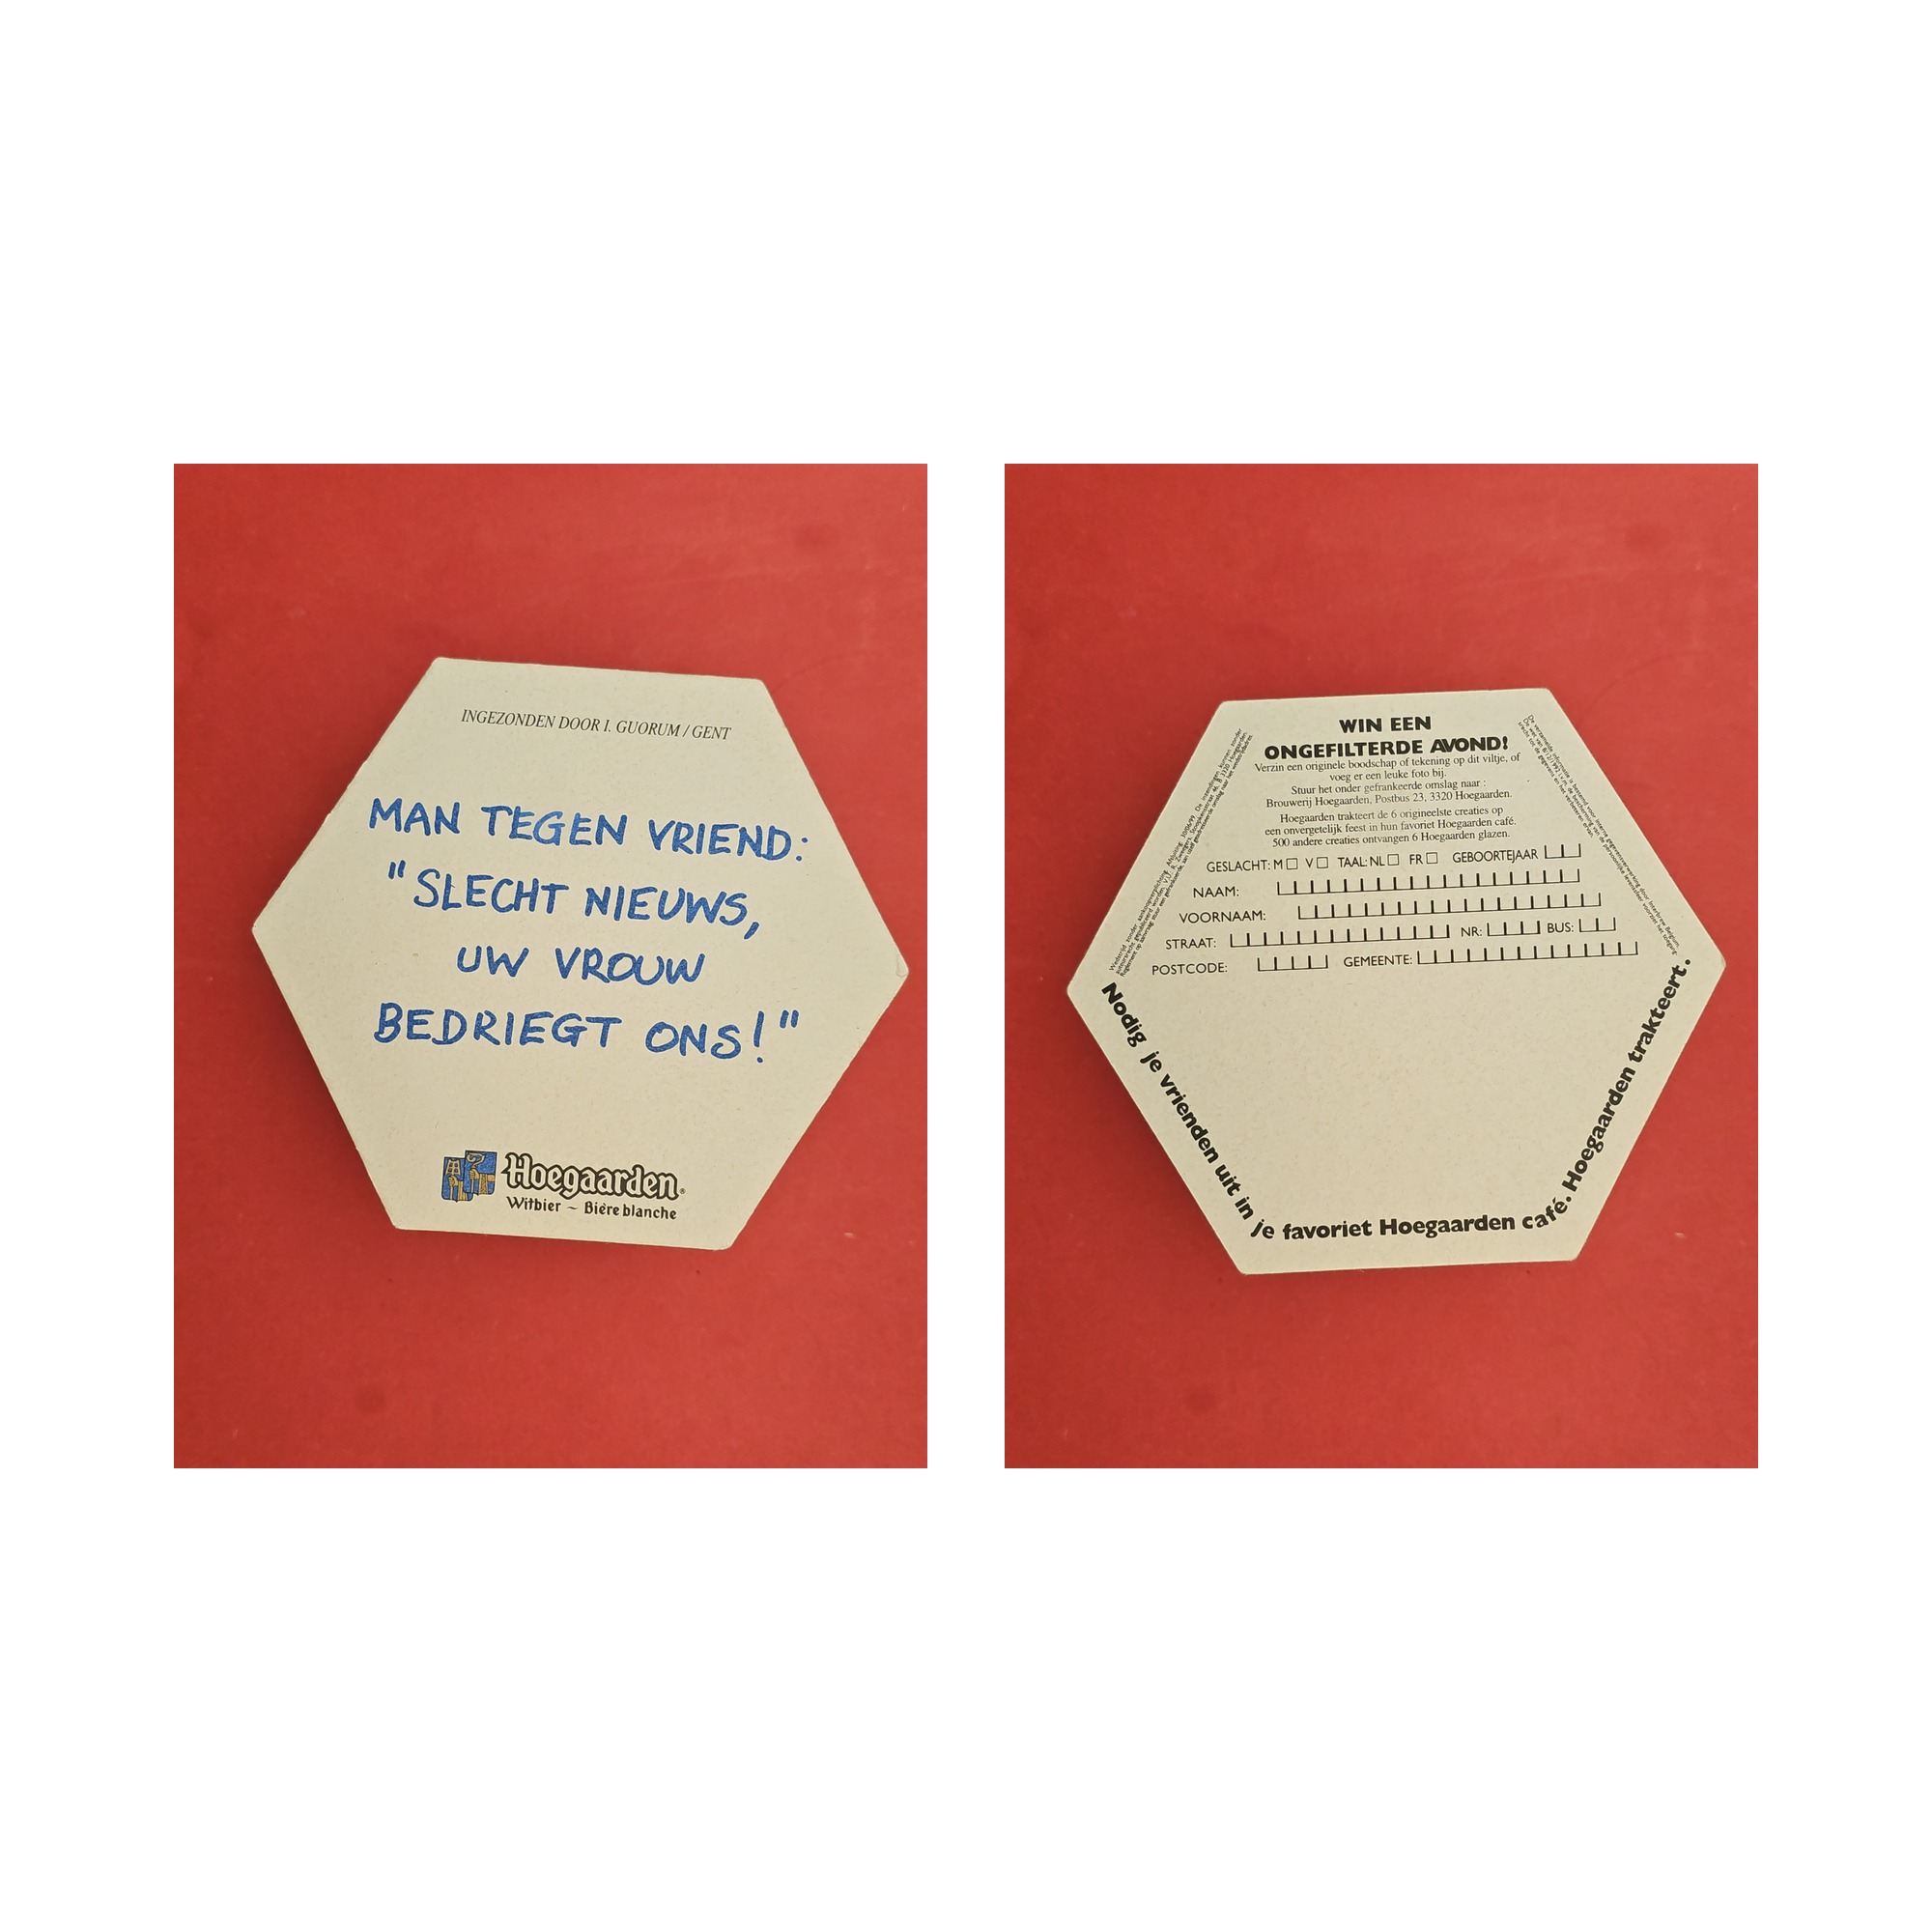 INGEZONDEN DOOR I. GUORUM / GENT
MAN TEGEN VRIEND:
"SLECHT NIEUWS,
UW VROUW
BEDRIEGT ONS!"
Hoegaarden®
Witbier ~ Bière blanche
WIN EEN
ONGEFILTERDE AVOND!
Verzin een originele boodschap of tekening op dit viltje, of
voeg er een leuke foto bij.
Stuur het onder gefrankeerde omslag naar :
Brouwerij Hoegaarden, Postbus 23, 3320 Hoegaarden.
Hoegaarden trakteert de 6 origineelste creaties op
een onvergetelijk feest in hun favoriet Hoegaarden café.
500 andere creaties ontvangen 6 Hoegaarden glazen.
GESLACHT: M V TAAL: NL FR GEBOORTEJAAR
NAAM:
VOORNAAM:
STRAAT: NR: BUS:
POSTCODE: GEMEENTE:
Nodig je vrienden uit in je favoriet Hoegaarden café. Hoegaarden trakteert.